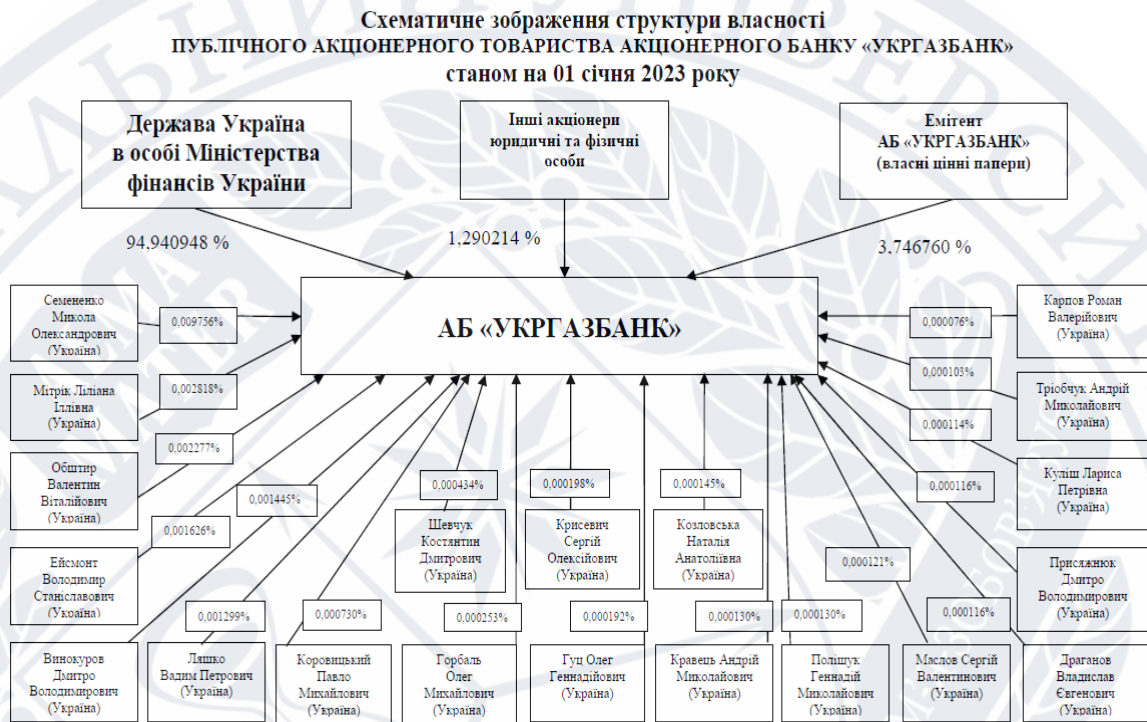 Схематичне зображення структури власності
ПУБЛІЧНОГО АКЦІОНЕРНОГО ТОВАРИСТВА АКЦІОНЕРНОГО БАНКУ «УКРГАЗБАНК»
станом на 01 січня 2023 року
Держава Україна
в особі Міністерства
фінансів України
Інші акціонери
юридичні та фізичні
особи
Емітент
АБ «УКРГАЗБАНК»
(власні цінні папери)
94,940948 %
1,290214 %
3,746760 %
АБ «УКРГАЗБАНК»
Семененко
Микола
Олександрович
(Україна)
0,009756%
Мітрік Ліліана
Іллівна
(Україна)
0,002818%
Обштир
Валентин
Віталійович
(Україна)
0,002277%
Ейсмонт
Володимир
Станіславович
(Україна)
0,001626%
0,001445%
Винокуров
Дмитро
Володимирович
(Україна)
0,001299%
Ляшко
Вадим Петрович
(Україна)
0,000730%
Коровицький
Павло
Михайлович
(Україна)
0,000434%
Шевчук
Костянтин
Дмитрович
(Україна)
0,000253%
Горбаль
Олег
Михайлович
(Україна)
0,000198%
Крисевич
Сергій
Олексійович
(Україна)
0,000192%
Гуц Олег
Геннадійович
(Україна)
0,000145%
Козловська
Наталія
Анатоліївна
(Україна)
0,000130%
Кравець Андрій
Миколайович
(Україна)
0,000130%
Поліщук
Геннадій
Миколайович
(Україна)
0,000121%
Маслов Сергій
Валентинович
(Україна)
0,000116%
Драганов
Владислав
Євгенович
(Україна)
0,000116%
Присяжнюк
Дмитро
Володимирович
(Україна)
0,000114%
Куліш Лариса
Петрівна
(Україна)
0,000103%
Тріобчук Андрій
Миколайович
(Україна)
0,000076%
Карпов Роман
Валерійович
(Україна)